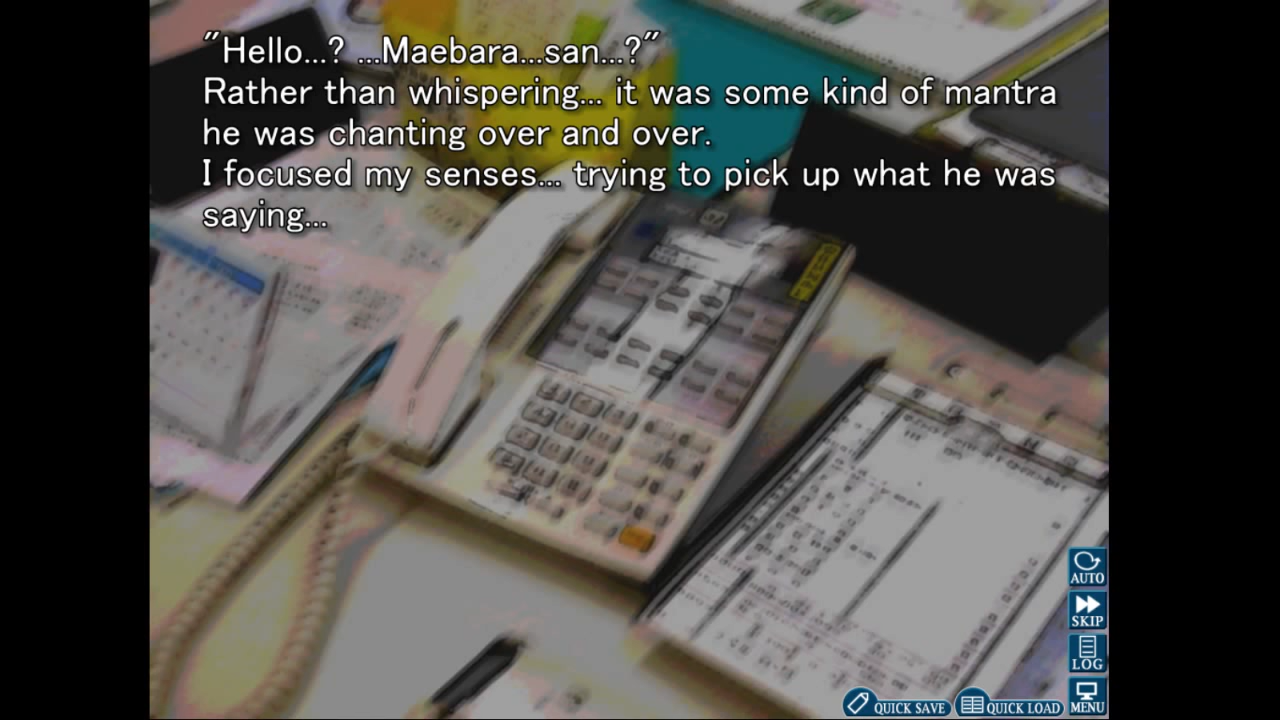 "Hello...? ...Maebara...san...?"
Rather than whispering... it was some kind of mantra
he was chanting over and over.
I focused my senses... trying to pick up what he was
saying...
AUTO
SKIP
LOG
MENU
QUICK SAVE
QUICK LOAD